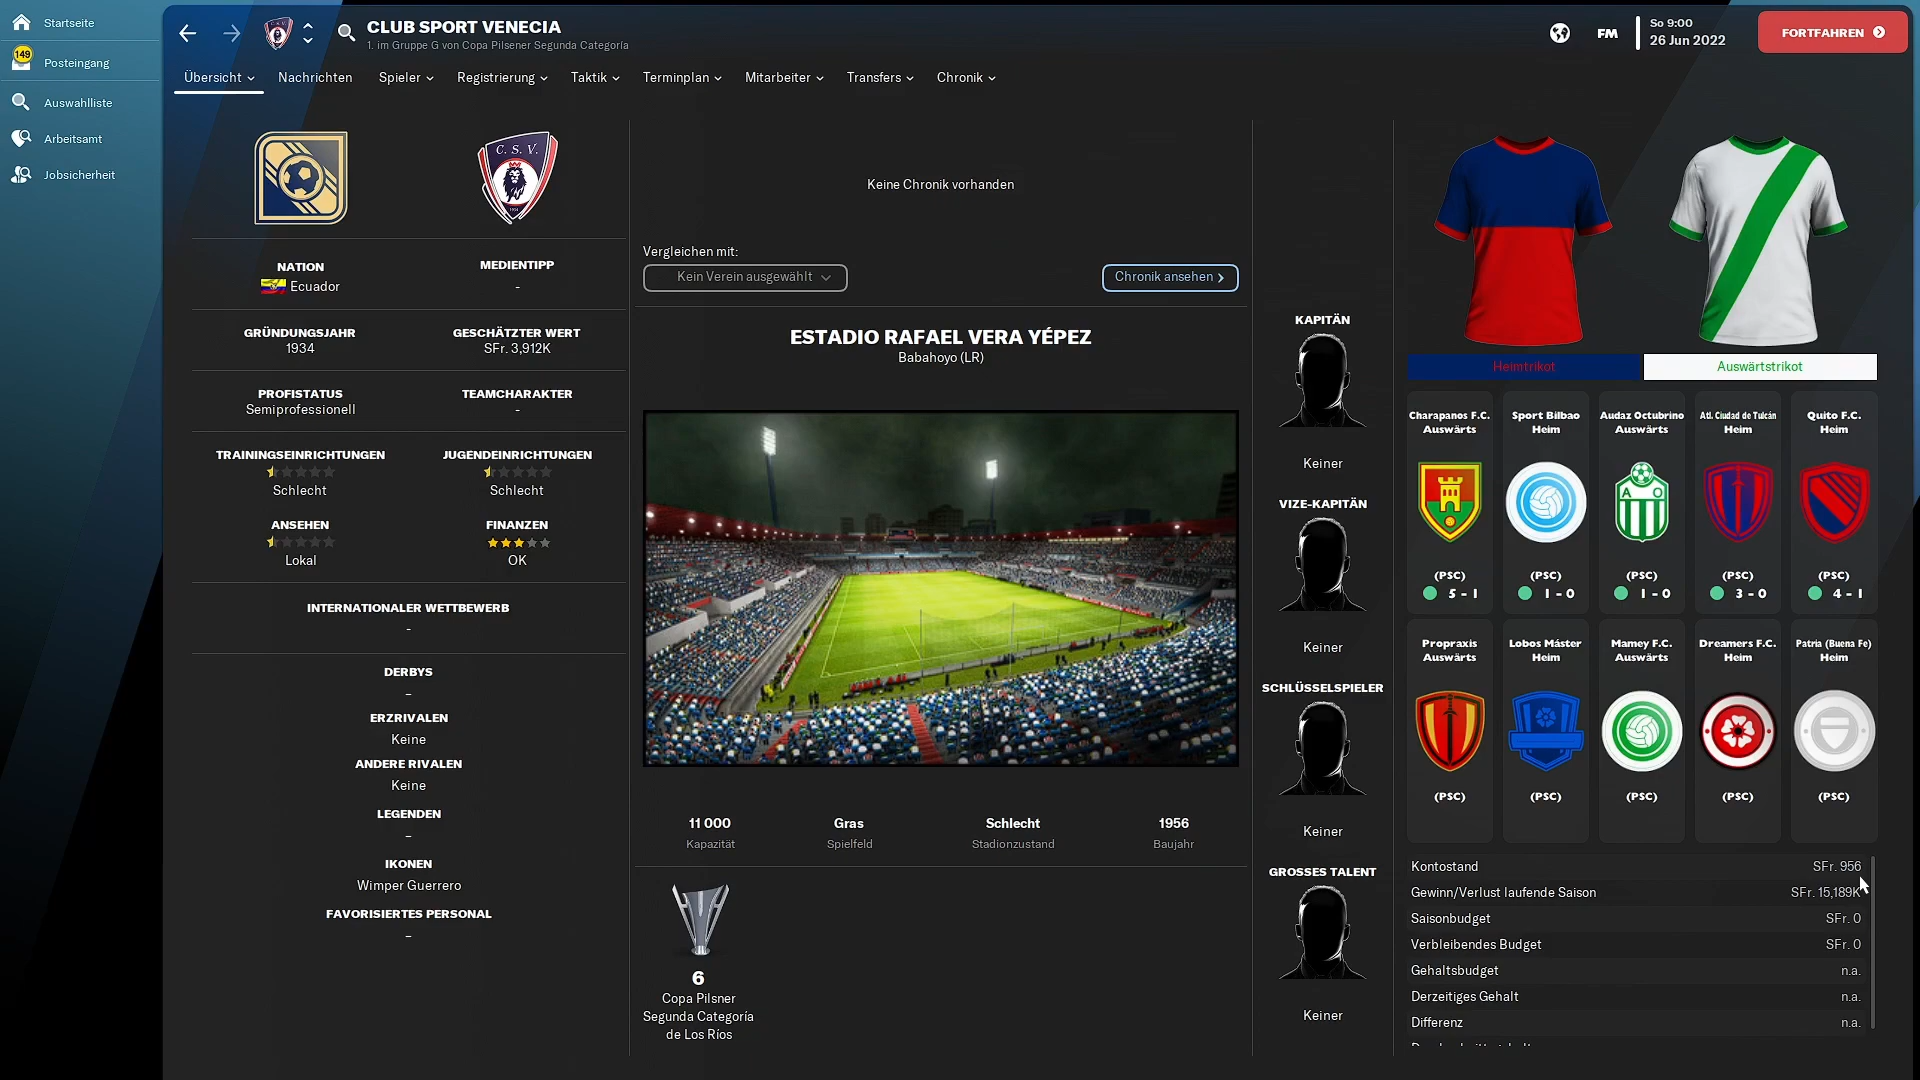 Startseite
149
Posteingang
Auswahlliste
Arbeitsamt
Jobsicherheit
CLUB SPORT VENECIA
1. im Gruppe G von Copa Pilsener Segunda Categoría
FM
So 9:00
26 Jun 2022
FORTFAHREN
Übersicht
Nachrichten
Spieler
Registrierung
Taktik
Terminplan
Mitarbeiter
Transfers
Chronik
C. S. V.
NATION
Ecuador
MEDIENTIPP
-
GRÜNDUNGSJAHR
1934
GESCHÄTZTER WERT
SFr. 3,912K
PROFISTATUS
Semiprofessionell
TEAMCHARAKTER
-
TRAININGSEINRICHTUNGEN
Schlecht
JUGENDEINRICHTUNGEN
Schlecht
ANSEHEN
Lokal
FINANZEN
OK
INTERNATIONALER WETTBEWERB
-
DERBYS
-
ERZRIVALEN
Keine
ANDERE RIVALEN
Keine
LEGENDEN
-
IKONEN
Wimper Guerrero
FAVORISIERTES PERSONAL
-
Keine Chronik vorhanden
Vergleichen mit:
Kein Verein ausgewählt
Chronik ansehen
ESTADIO RAFAEL VERA YÉPEZ
Babahoyo (LR)
11 000
Kapazität
Gras
Spielfeld
Schlecht
Stadionzustand
1956
Baujahr
6
Copa Pilsner
Segunda Categoría
de Los Ríos
KAPITÄN
Keiner
VIZE-KAPITÄN
Keiner
SCHLÜSSELSPIELER
Keiner
GROSSES TALENT
Keiner
Heimtrikot
Auswärtstrikot
Charapanos F.C.
Auswärts
(PSC)
5 - 1
Sport Bilbao
Heim
(PSC)
1 - 0
Audaz Octubrino
Auswärts
A O
(PSC)
1 - 0
Atl. Ciudad de Tulcán
Heim
(PSC)
3 - 0
Quito F.C.
Heim
(PSC)
4 - 1
Propraxis
Auswärts
(PSC)
Lobos Máster
Heim
(PSC)
Mamey F.C.
Auswärts
(PSC)
Dreamers F.C.
Heim
(PSC)
Patria (Buena Fe)
Heim
(PSC)
Kontostand SFr. 956
Gewinn/Verlust laufende Saison SFr. 15,189K
Saisonbudget SFr. 0
Verbleibendes Budget SFr. 0
Gehaltsbudget n.a.
Derzeitiges Gehalt n.a.
Differenz n.a.